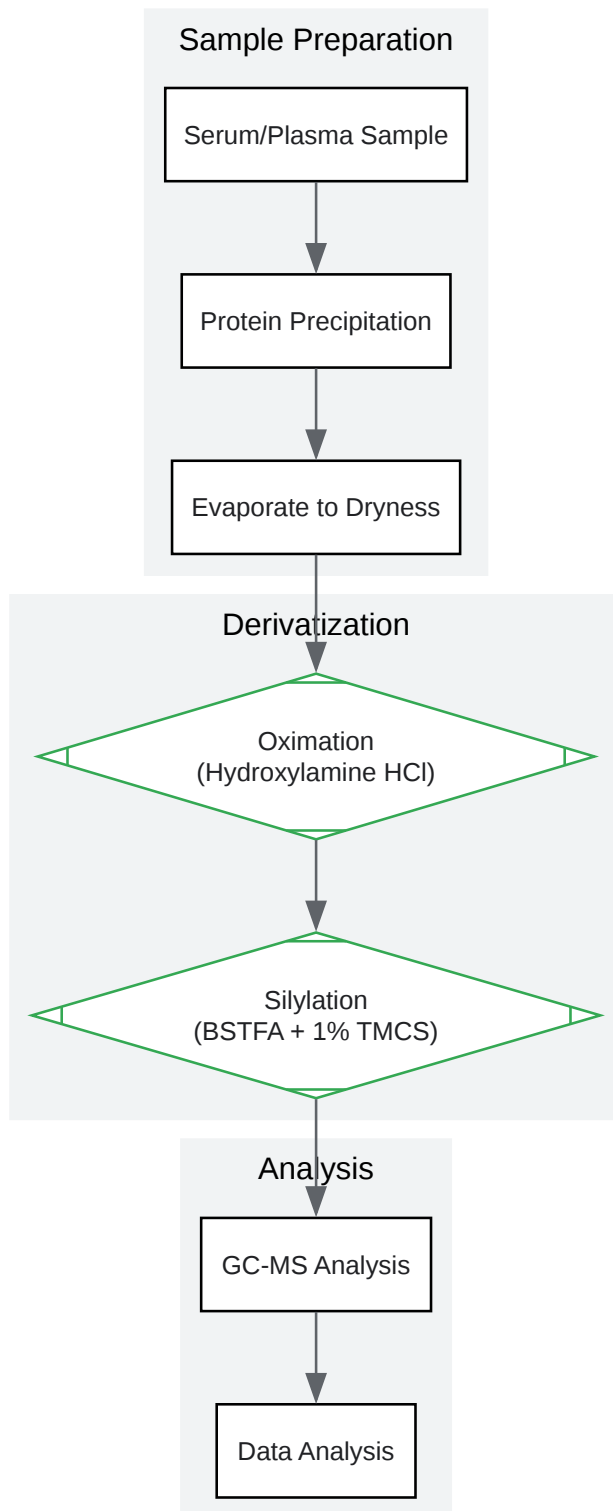 Sample Preparation
Serum/Plasma Sample
Protein Precipitation
Evaporate to Dryness
Derivatization
Oximation
(Hydroxylamine HCl)
Silylation
(BSTFA + 1% TMCS)
Analysis
GC-MS Analysis
Data Analysis